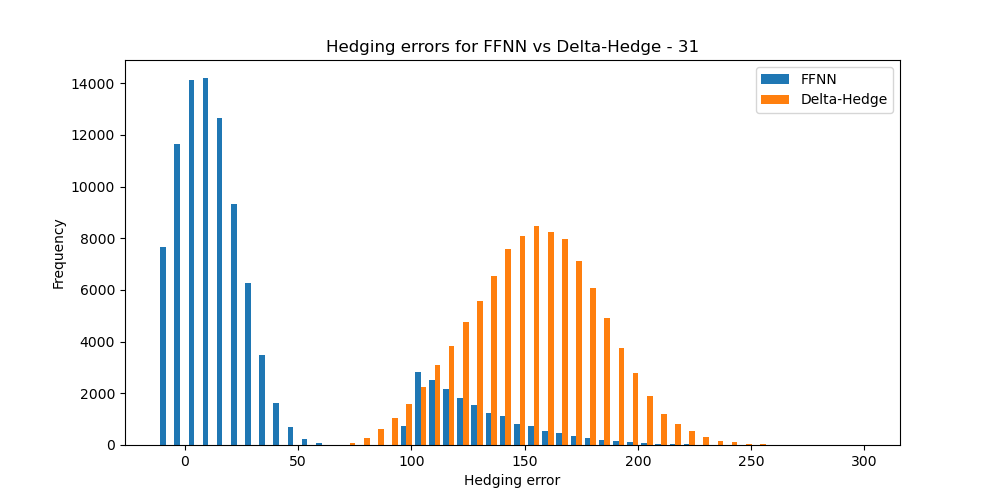 Hedging errors for FFNN vs Delta-Hedge - 31
FFNN
Delta-Hedge
Frequency
14000
12000
10000
8000
6000
4000
2000
0
0 50 100 150 200 250 300
Hedging error